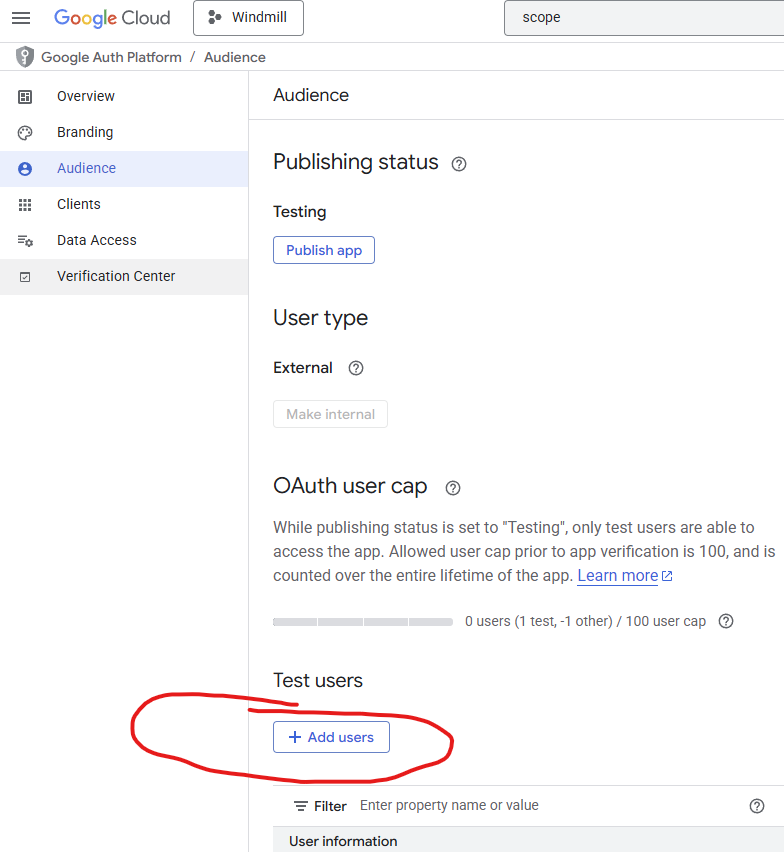 Google Cloud
Windmill
scope
Google Auth Platform / Audience
Overview
Branding
Audience
Clients
Data Access
Verification Center
Audience
Publishing status
Testing
Publish app
User type
External
Make internal
OAuth user cap
While publishing status is set to "Testing", only test users are able to
access the app. Allowed user cap prior to app verification is 100, and is
counted over the entire lifetime of the app. Learn more
0 users (1 test, -1 other) / 100 user cap
Test users
+ Add users
Filter Enter property name or value
User information